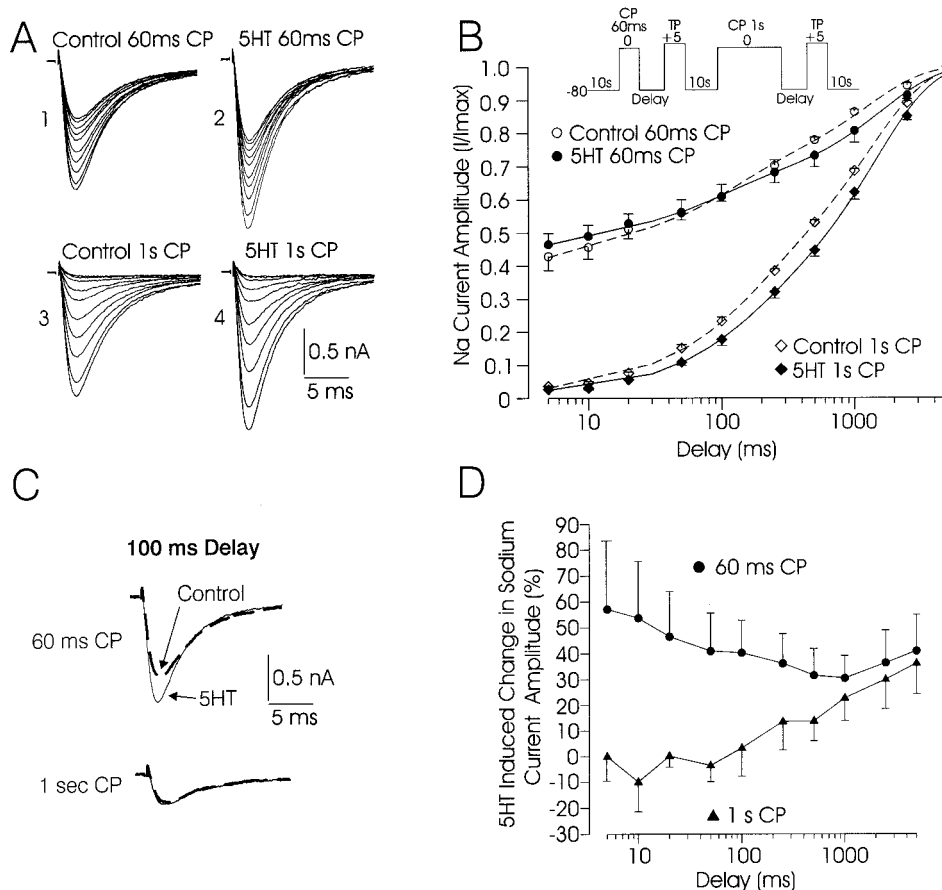 A
Control 60ms CP
5HT 60ms CP
1
2
Control 1s CP
5HT 1s CP
3
4
0.5 nA
5 ms
B
CP
60ms
0
TP
+5
CP 1s
0
TP
+5
-80
10s
Delay
10s
Delay
10s
Control 60ms CP
5HT 60ms CP
Control 1s CP
5HT 1s CP
Na Current Amplitude (I/Imax)
1.0
0.9
0.8
0.7
0.6
0.5
0.4
0.3
0.2
0.1
0
10
100
1000
Delay (ms)
C
100 ms Delay
Control
60 ms CP
5HT
0.5 nA
5 ms
1 sec CP
D
5HT Induced Change in Sodium
Current Amplitude (%)
90
80
70
60
50
40
30
20
10
0
-10
-20
-30
60 ms CP
1 s CP
10
100
1000
Delay (ms)